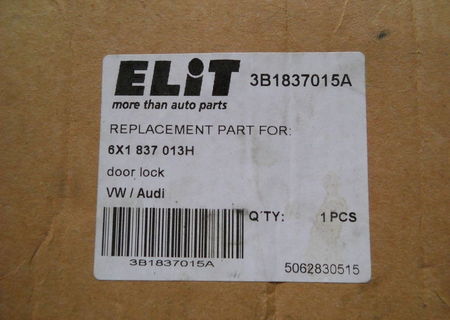 ELiT
3B1837015A
more than auto parts
REPLACEMENT PART FOR:
6X1 837 013H
door lock
VW / Audi
Q´TY: 1 PCS
3B1837015A
5062830515